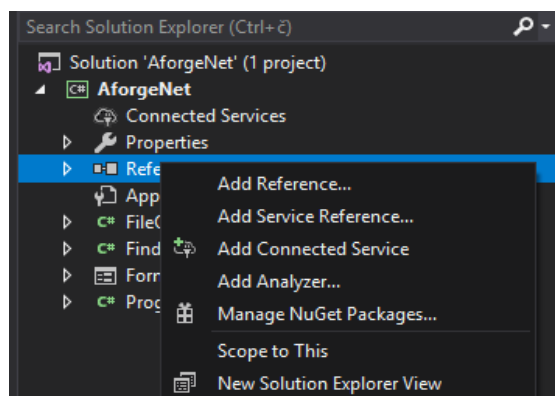 Search Solution Explorer (Ctrl+č)
Solution 'AforgeNet' (1 project)
C# AforgeNet
Connected Services
Properties
Refe
Add Reference...
App
Add Service Reference...
C# File
C# Find
Add Connected Service
Add Analyzer...
Forr
C# Prog
Manage NuGet Packages...
Scope to This
New Solution Explorer View